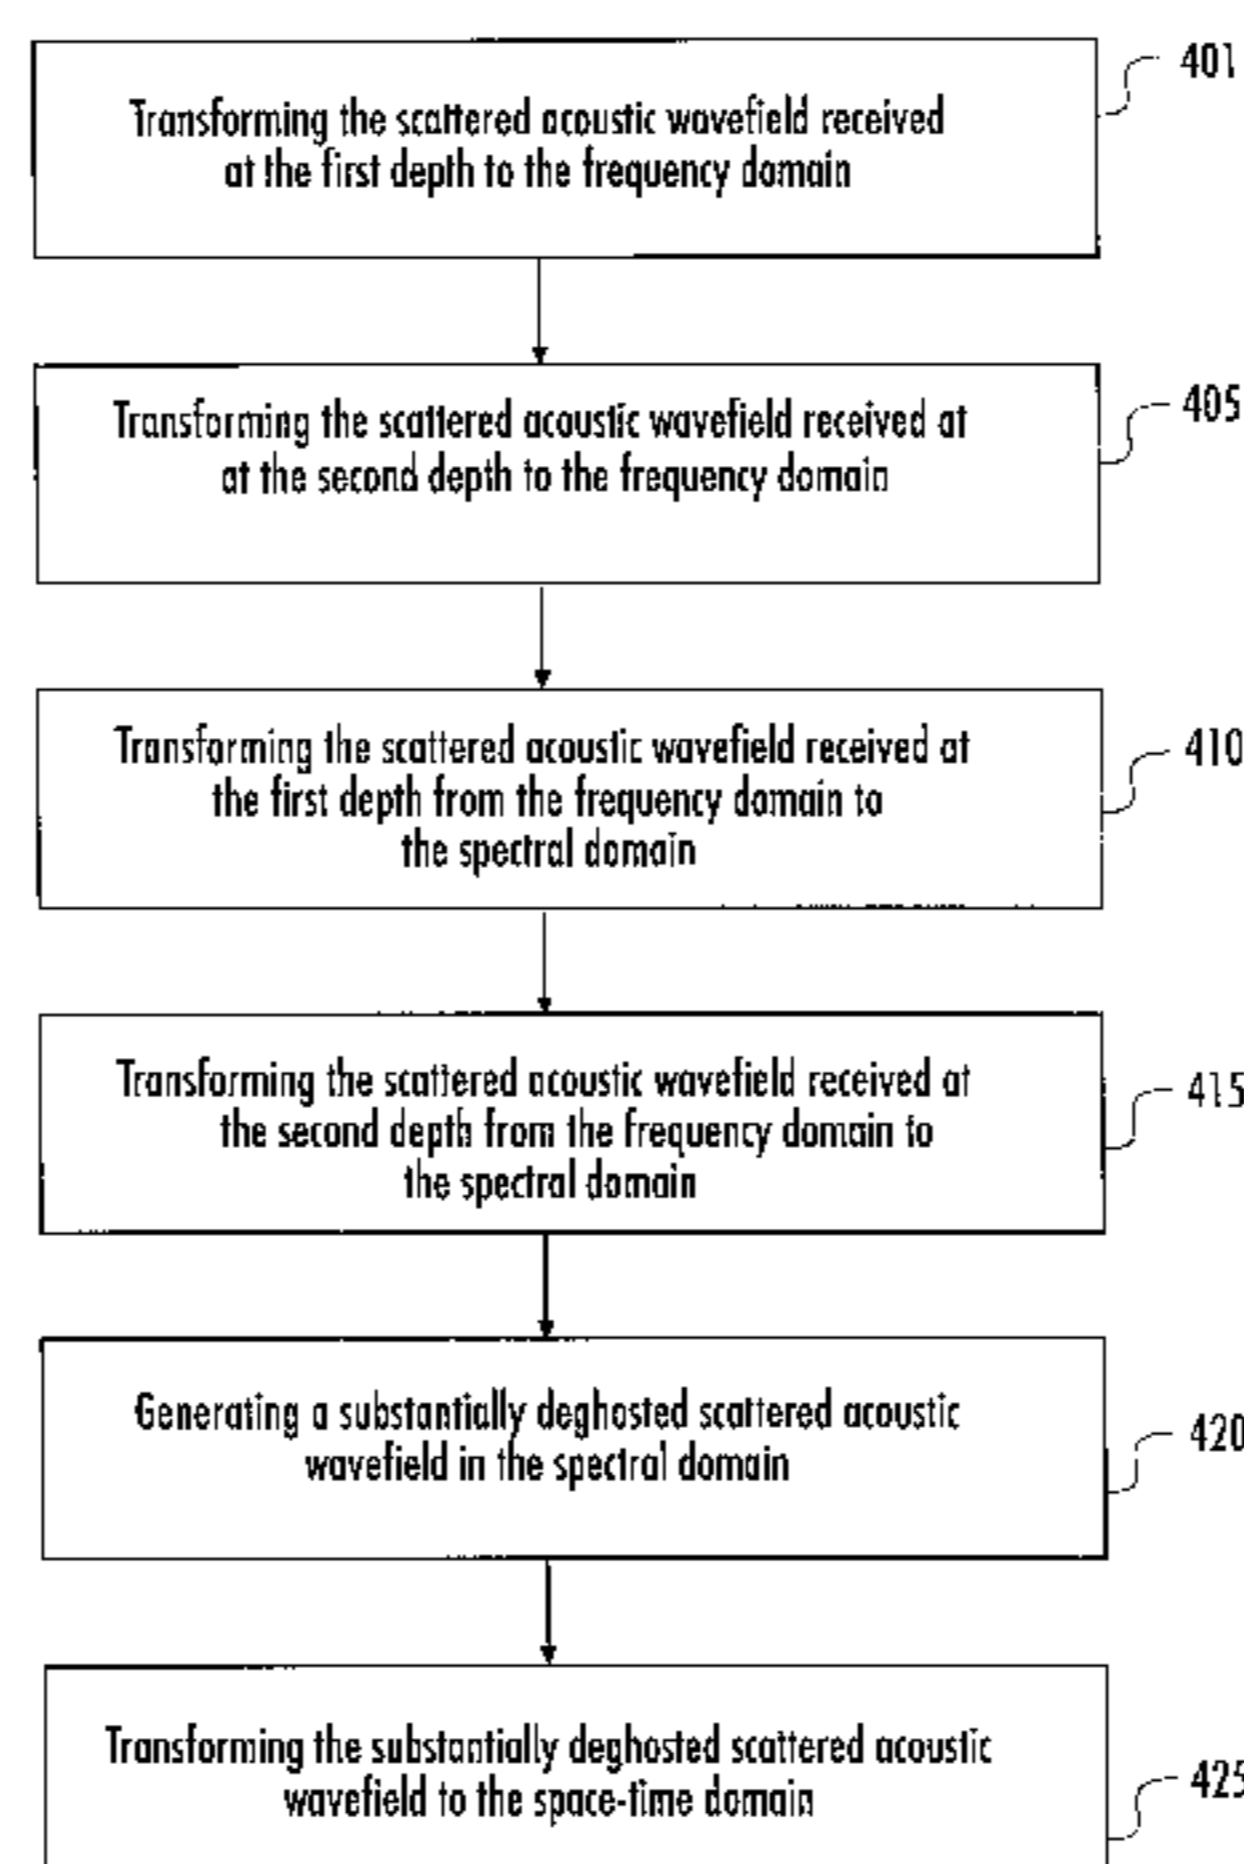 401
Transforming the scattered acoustic wavefield received
at the first depth to the frequency domain
405
Transforming the scattered acoustic wavefield received at
at the second depth to the frequency domain
410
Transforming the scattered acoustic wavefield received at
the first depth from the frequency domain to
the spectral domain
415
Transforming the scattered acoustic wavefield received at
the second depth from the frequency domain to
the spectral domain
420
Generating a substantially deghosted scattered acoustic
wavefield in the spectral domain
425
Transforming the substantially deghosted scattered acoustic
wavefield to the space-time domain